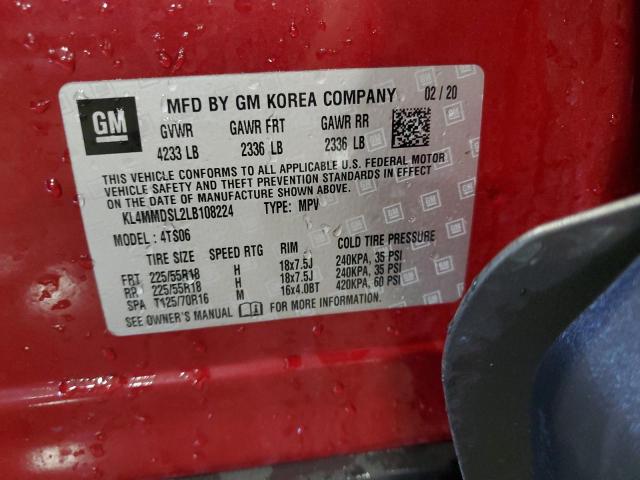 GM MFD BY GM KOREA COMPANY 02/20
GVWR GAWR FRT GAWR RR
4233 LB 2336 LB 2336 LB
THIS VEHICLE CONFORMS TO ALL APPLICABLE U.S. FEDERAL MOTOR
VEHICLE SAFETY AND THEFT PREVENTION STANDARDS IN EFFECT
ON THE DATE OF MANUFACTURE SHOWN ABOVE.
KL4MMDSL2LB108224 TYPE: MPV
MODEL: 4TS06
TIRE SIZE SPEED RTG RIM COLD TIRE PRESSURE
FRT 225/55R18 H 18x7.5J 240KPA, 35 PSI
RR 225/55R18 H 18x7.5J 240KPA, 35 PSI
SPA T125/70R16 M 16x4.0BT 420KPA, 60 PSI
SEE OWNER'S MANUAL FOR MORE INFORMATION.